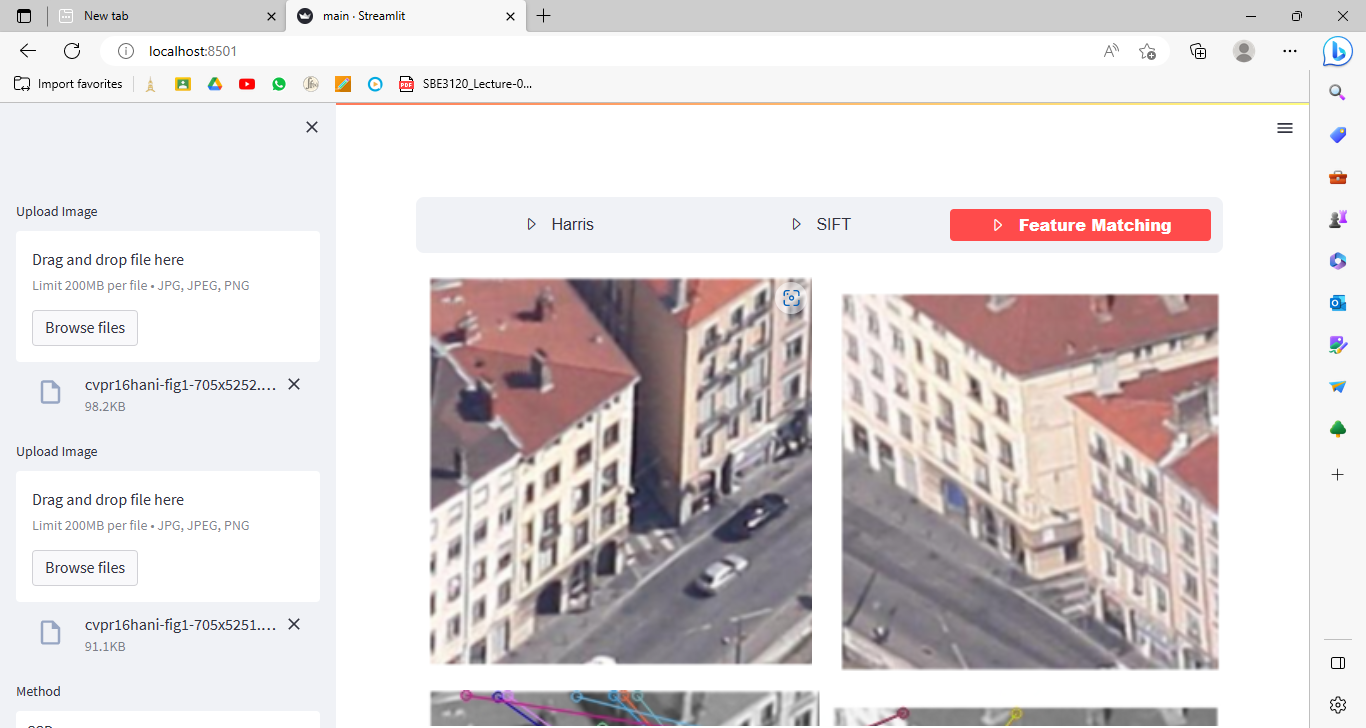 New tab
main · Streamlit
localhost:8501
Import favorites
PDF
SBE3120_Lecture-0...
Upload Image
Drag and drop file here
Limit 200MB per file • JPG, JPEG, PNG
Browse files
cvpr16hani-fig1-705x5252....
98.2KB
Upload Image
Drag and drop file here
Limit 200MB per file • JPG, JPEG, PNG
Browse files
cvpr16hani-fig1-705x5251....
91.1KB
Method
Harris
SIFT
Feature Matching